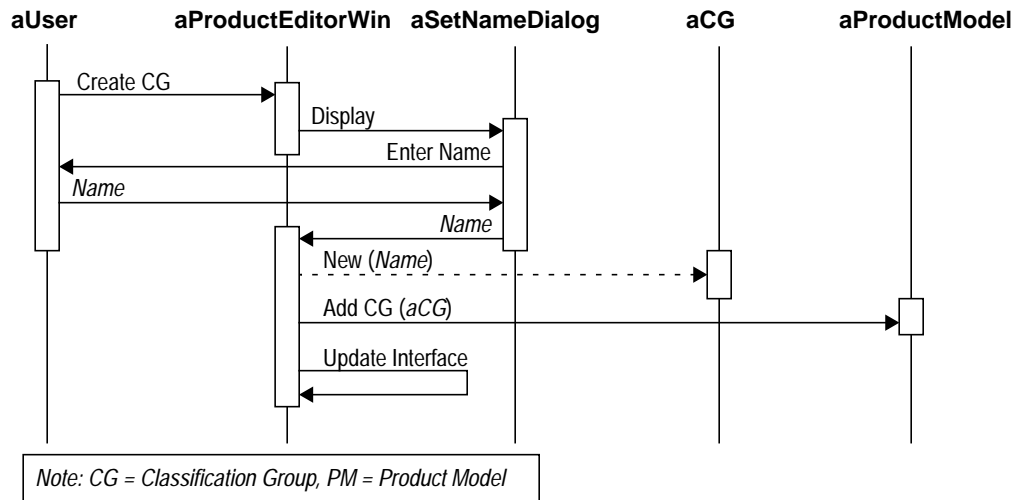 aUser aProductEditorWin aSetNameDialog aCG aProductModel
Create CG
Display
Enter Name
Name
Name
New (Name)
Add CG (aCG)
Update Interface
Note: CG = Classification Group, PM = Product Model